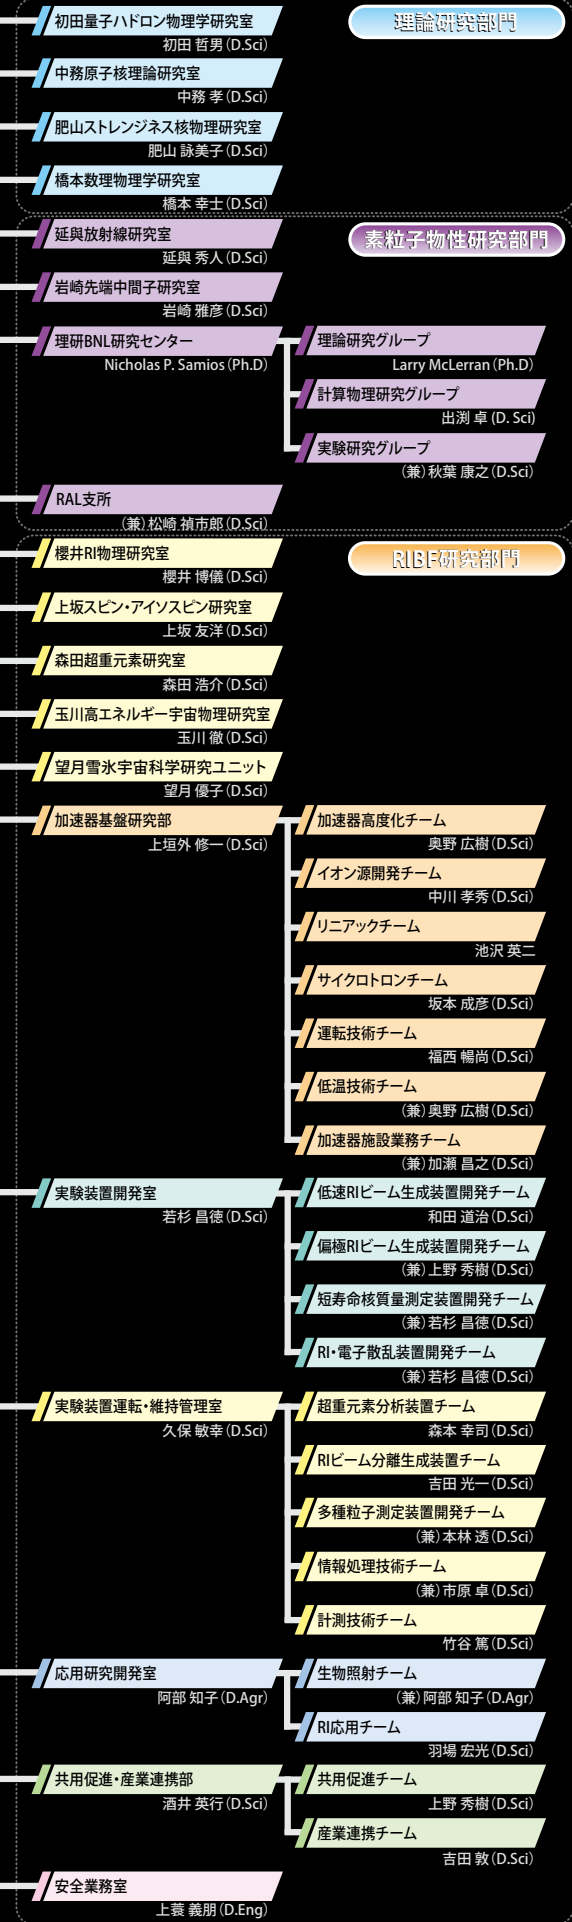 理論研究部門
初田量子ハドロン物理学研究室
初田 哲男(D.Sci)
中務原子核理論研究室
中務 孝(D.Sci)
肥山ストレンジネス核物理研究室
肥山 詠美子(D.Sci)
橋本数理物理学研究室
橋本 幸士(D.Sci)
素粒子物性研究部門
延與放射線研究室
延與 秀人(D.Sci)
岩崎先端中間子研究室
岩崎 雅彦(D.Sci)
理研BNL研究センター
Nicholas P. Samios(Ph.D)
理論研究グループ
Larry McLerran(Ph.D)
計算物理研究グループ
出渕 卓(D. Sci)
実験研究グループ
(兼)秋葉 康之(D.Sci)
RAL支所
(兼)松崎 禎市郎(D.Sci)
RIBF研究部門
櫻井RI物理研究室
櫻井 博儀(D.Sci)
上坂スピン・アイソスピン研究室
上坂 友洋(D.Sci)
森田超重元素研究室
森田 浩介(D.Sci)
玉川高エネルギー宇宙物理研究室
玉川 徹(D.Sci)
望月雪氷宇宙科学研究ユニット
望月 優子(D.Sci)
加速器基盤研究部
上垣外 修一(D.Sci)
加速器高度化チーム
奥野 広樹(D.Sci)
イオン源開発チーム
中川 孝秀(D.Sci)
リニアックチーム
池沢 英二
サイクロトロンチーム
坂本 成彦(D.Sci)
運転技術チーム
福西 暢尚(D.Sci)
低温技術チーム
(兼)奥野 広樹(D.Sci)
加速器施設業務チーム
(兼)加瀬 昌之(D.Sci)
実験装置開発室
若杉 昌徳(D.Sci)
低速RIビーム生成装置開発チーム
和田 道治(D.Sci)
偏極RIビーム生成装置開発チーム
(兼)上野 秀樹(D.Sci)
短寿命核質量測定装置開発チーム
(兼)若杉 昌徳(D.Sci)
RI・電子散乱装置開発チーム
(兼)若杉 昌徳(D.Sci)
実験装置運転・維持管理室
久保 敏幸(D.Sci)
超重元素分析装置チーム
森本 幸司(D.Sci)
RIビーム分離生成装置チーム
吉田 光一(D.Sci)
多種粒子測定装置開発チーム
(兼)本林 透(D.Sci)
情報処理技術チーム
(兼)市原 卓(D.Sci)
計測技術チーム
竹谷 篤(D.Sci)
応用研究開発室
阿部 知子(D.Agr)
生物照射チーム
(兼)阿部 知子(D.Agr)
RI応用チーム
羽場 宏光(D.Sci)
共用促進・産業連携部
酒井 英行(D.Sci)
共用促進チーム
上野 秀樹(D.Sci)
産業連携チーム
吉田 敦(D.Sci)
安全業務室
上蓑 義朋(D.Eng)